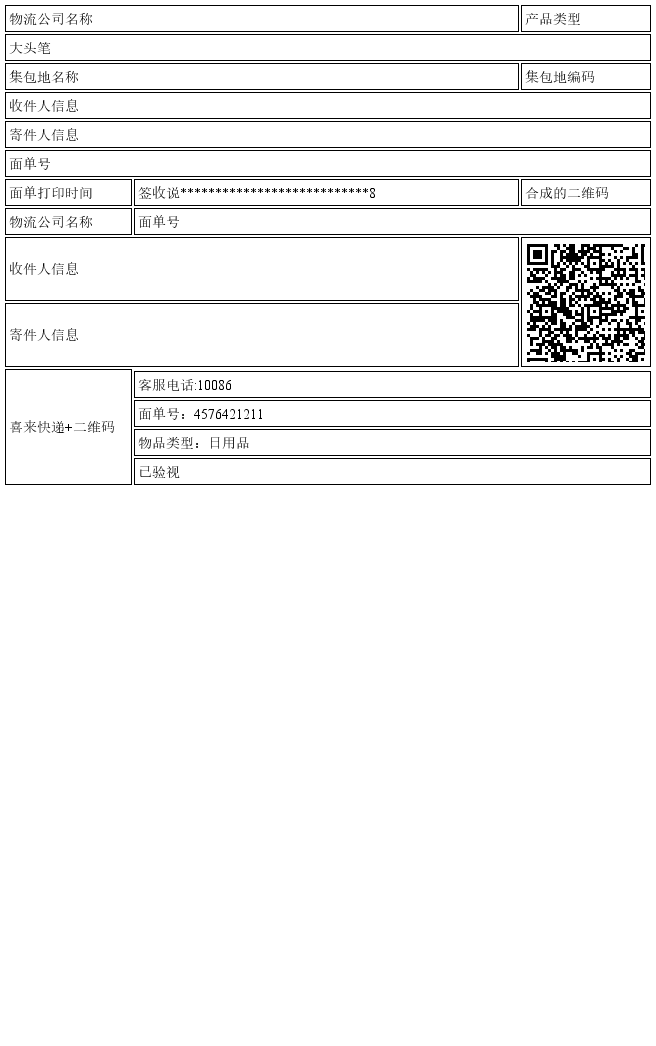 物流公司名称 产品类型
大头笔
集包地名称 集包地编码
收件人信息
寄件人信息
面单号
面单打印时间 签收说***************************8 合成的二维码
物流公司名称 面单号
收件人信息
寄件人信息
喜来快递+二维码
客服电话:10086
面单号：4576421211
物品类型：日用品
已验视